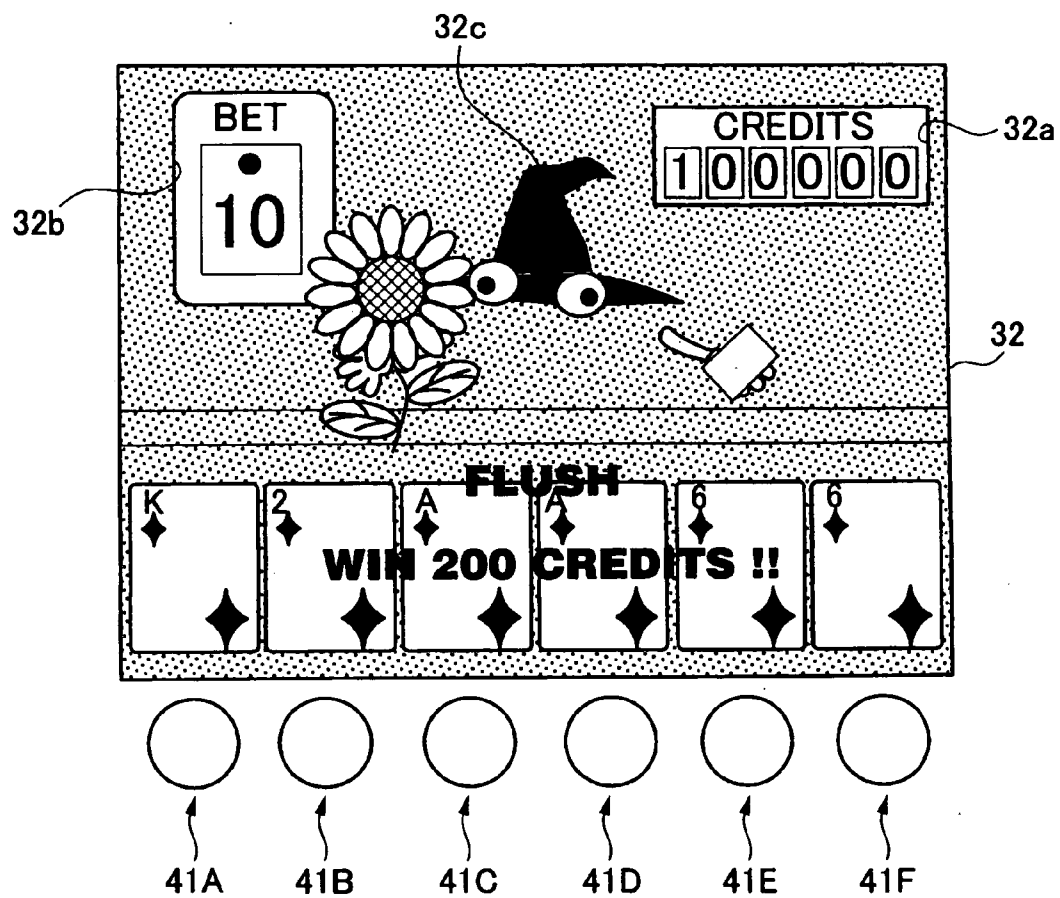 32c
BET
10
32b
CREDITS
100000
32a
32
FLUSH
K 2 A A 6 6
WIN 200 CREDITS !!
41A 41B 41C 41D 41E 41F